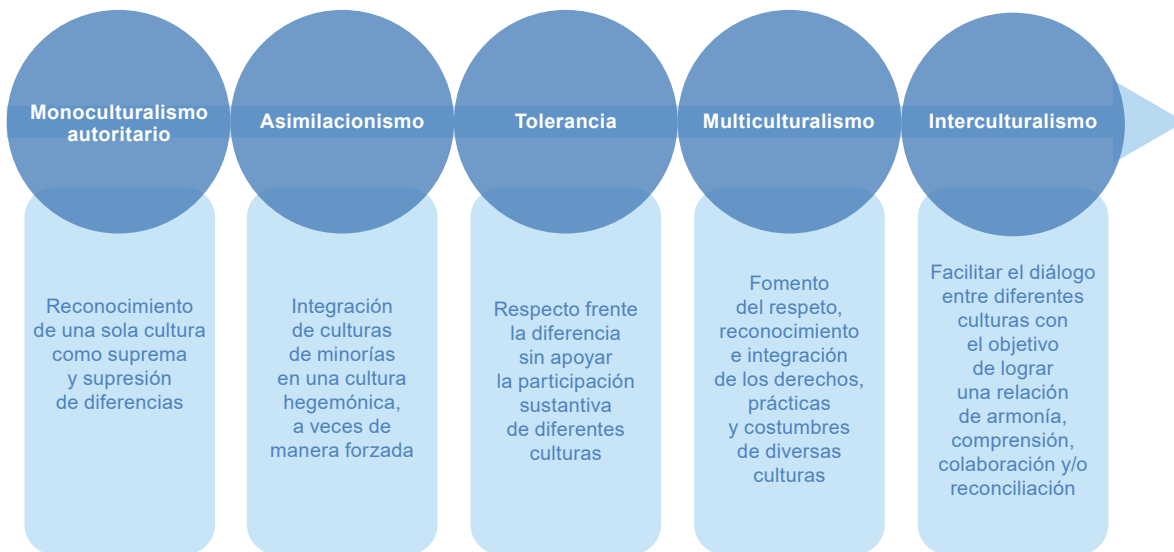 Monoculturalismo
autoritario
Asimilacionismo
Tolerancia
Multiculturalismo
Interculturalismo
Reconocimiento
de una sola cultura
como suprema
y supresión
de diferencias
Integración
de culturas
de minorías
en una cultura
hegemónica,
a veces de
manera forzada
Respecto frente
la diferencia
sin apoyar
la participación
sustantiva
de diferentes
culturas
Fomento
del respeto,
reconocimiento
e integración
de los derechos,
prácticas
y costumbres
de diversas
culturas
Facilitar el diálogo
entre diferentes
culturas con
el objetivo
de lograr
una relación
de armonía,
comprensión,
colaboración y/o
reconciliación